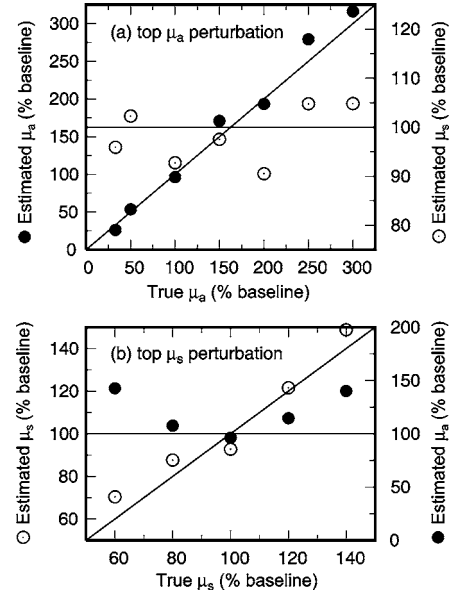 (a) top μa perturbation
● Estimated μa (% baseline)
300
250
200
150
100
50
0
○ Estimated μs (% baseline)
120
110
100
90
80
0 50 100 150 200 250 300
True μa (% baseline)
(b) top μs perturbation
○ Estimated μs (% baseline)
140
120
100
80
60
● Estimated μa (% baseline)
200
150
100
50
0
60 80 100 120 140
True μs (% baseline)